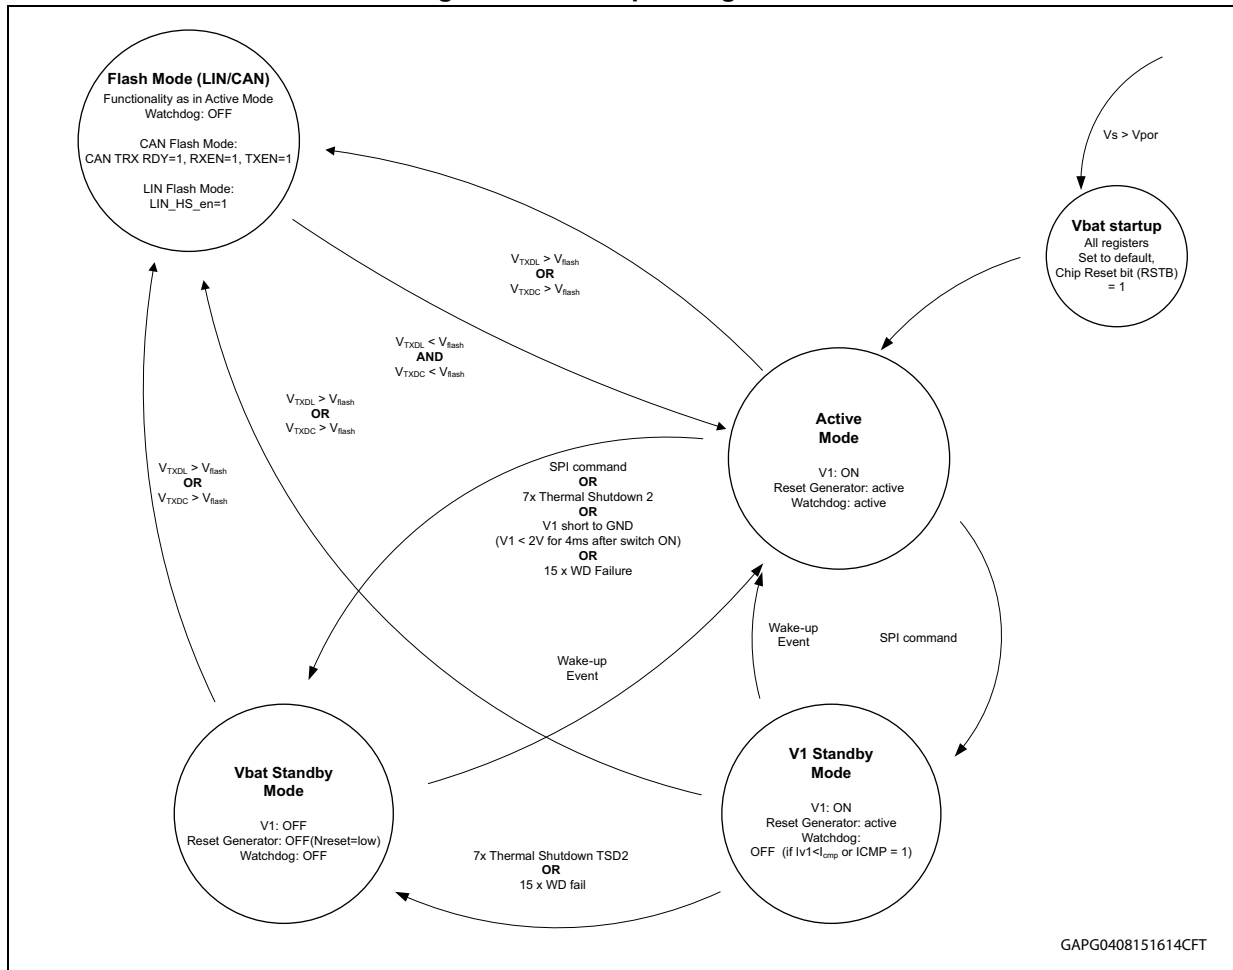 Flash Mode (LIN/CAN)
Functionality as in Active Mode
Watchdog: OFF
CAN Flash Mode:
CAN TRX RDY=1, RXEN=1, TXEN=1
LIN Flash Mode:
LIN_HS_en=1
Vs > Vpor
Vbat startup
All registers
Set to default,
Chip Reset bit (RSTB)
= 1
VTXDL > Vflash
OR
VTXDC > Vflash
VTXDL < Vflash
AND
VTXDC < Vflash
VTXDL > Vflash
OR
VTXDC > Vflash
VTXDL > Vflash
OR
VTXDC > Vflash
Active
Mode
V1: ON
Reset Generator: active
Watchdog: active
SPI command
OR
7x Thermal Shutdown 2
OR
V1 short to GND
(V1 < 2V for 4ms after switch ON)
OR
15 x WD Failure
Wake-up
Event
Wake-up
Event
SPI command
Vbat Standby
Mode
V1: OFF
Reset Generator: OFF(Nreset=low)
Watchdog: OFF
V1 Standby
Mode
V1: ON
Reset Generator: active
Watchdog:
OFF (if Iv1<Icmp or ICMP = 1)
7x Thermal Shutdown TSD2
OR
15 x WD fail
GAPG0408151614CFT